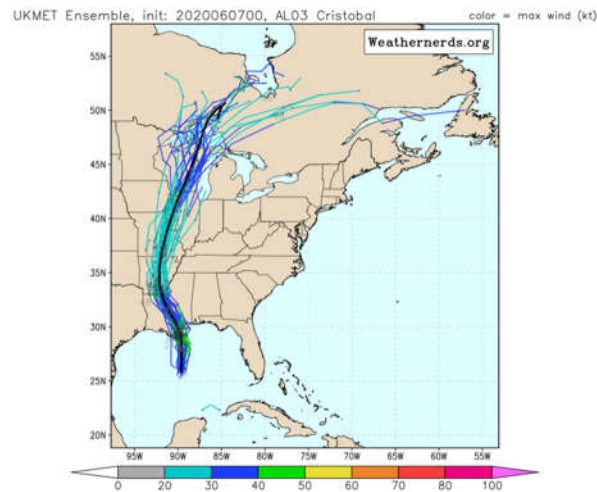 UKMET Ensemble, init: 2020060700, AL03 Cristobal color = max wind (kt)
Weathernerds.org
55N
50N
45N
40N
35N
30N
25N
20N
95W 90W 85W 80W 75W 70W 65W 60W 55W
0 20 30 40 50 60 70 80 100